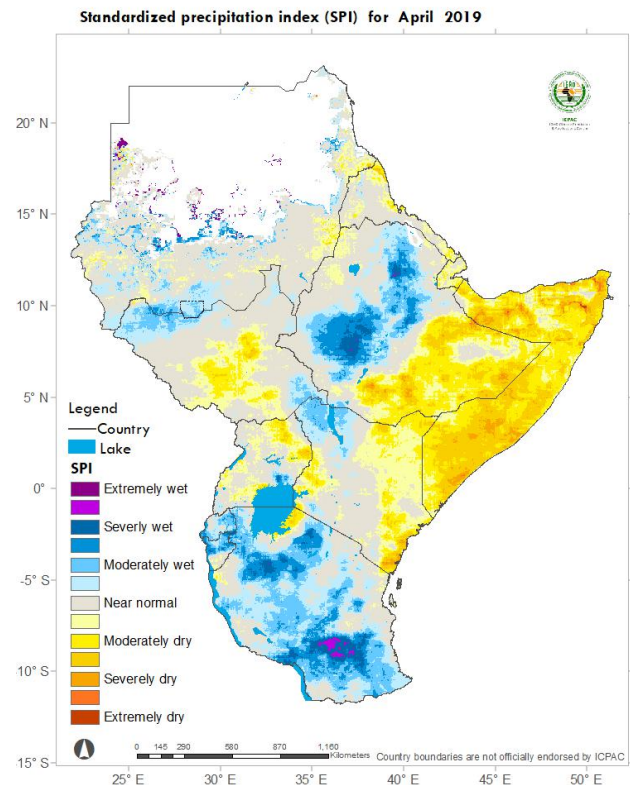 Standardized precipitation index (SPI) for April 2019
20° N
15° N
10° N
5° N
0°
-5° S
-10° S
15° S
25° E
30° E
35° E
40° E
45° E
50° E
ICPAC
Legend
Country
Lake
SPI
Extremely wet
Severly wet
Moderately wet
Near normal
Moderately dry
Severely dry
Extremely dry
0 145 290 580 870 1,160
Kilometers
Country boundaries are not officially endorsed by ICPAC